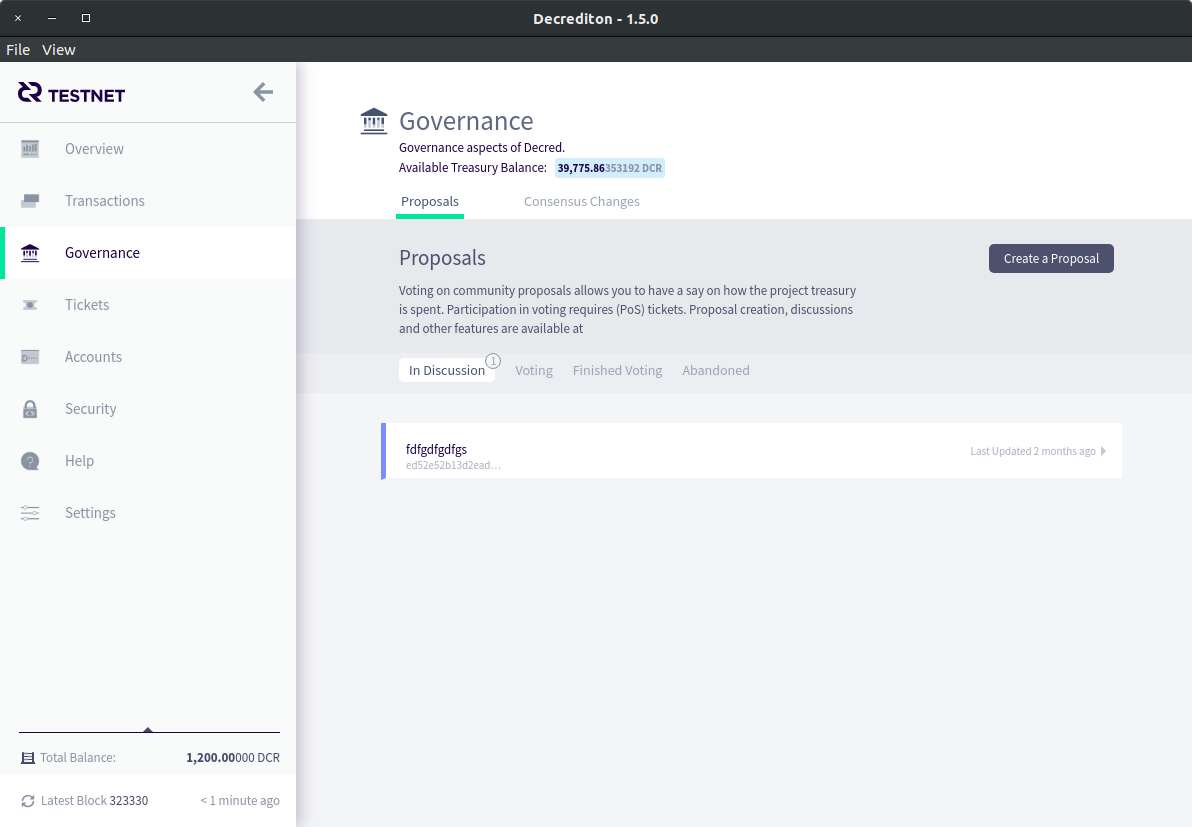 Decrediton - 1.5.0
File View
TESTNET
Overview
Transactions
Governance
Tickets
Accounts
Security
Help
Settings
Total Balance: 1,200.00000 DCR
Latest Block 323330 < 1 minute ago
Governance
Governance aspects of Decred.
Available Treasury Balance: 39,775.86353192 DCR
Proposals Consensus Changes
Proposals
Create a Proposal
Voting on community proposals allows you to have a say on how the project treasury
is spent. Participation in voting requires (PoS) tickets. Proposal creation, discussions
and other features are available at
In Discussion 1 Voting Finished Voting Abandoned
fdfgdfgdfgs
ed52e52b13d2ead…
Last Updated 2 months ago